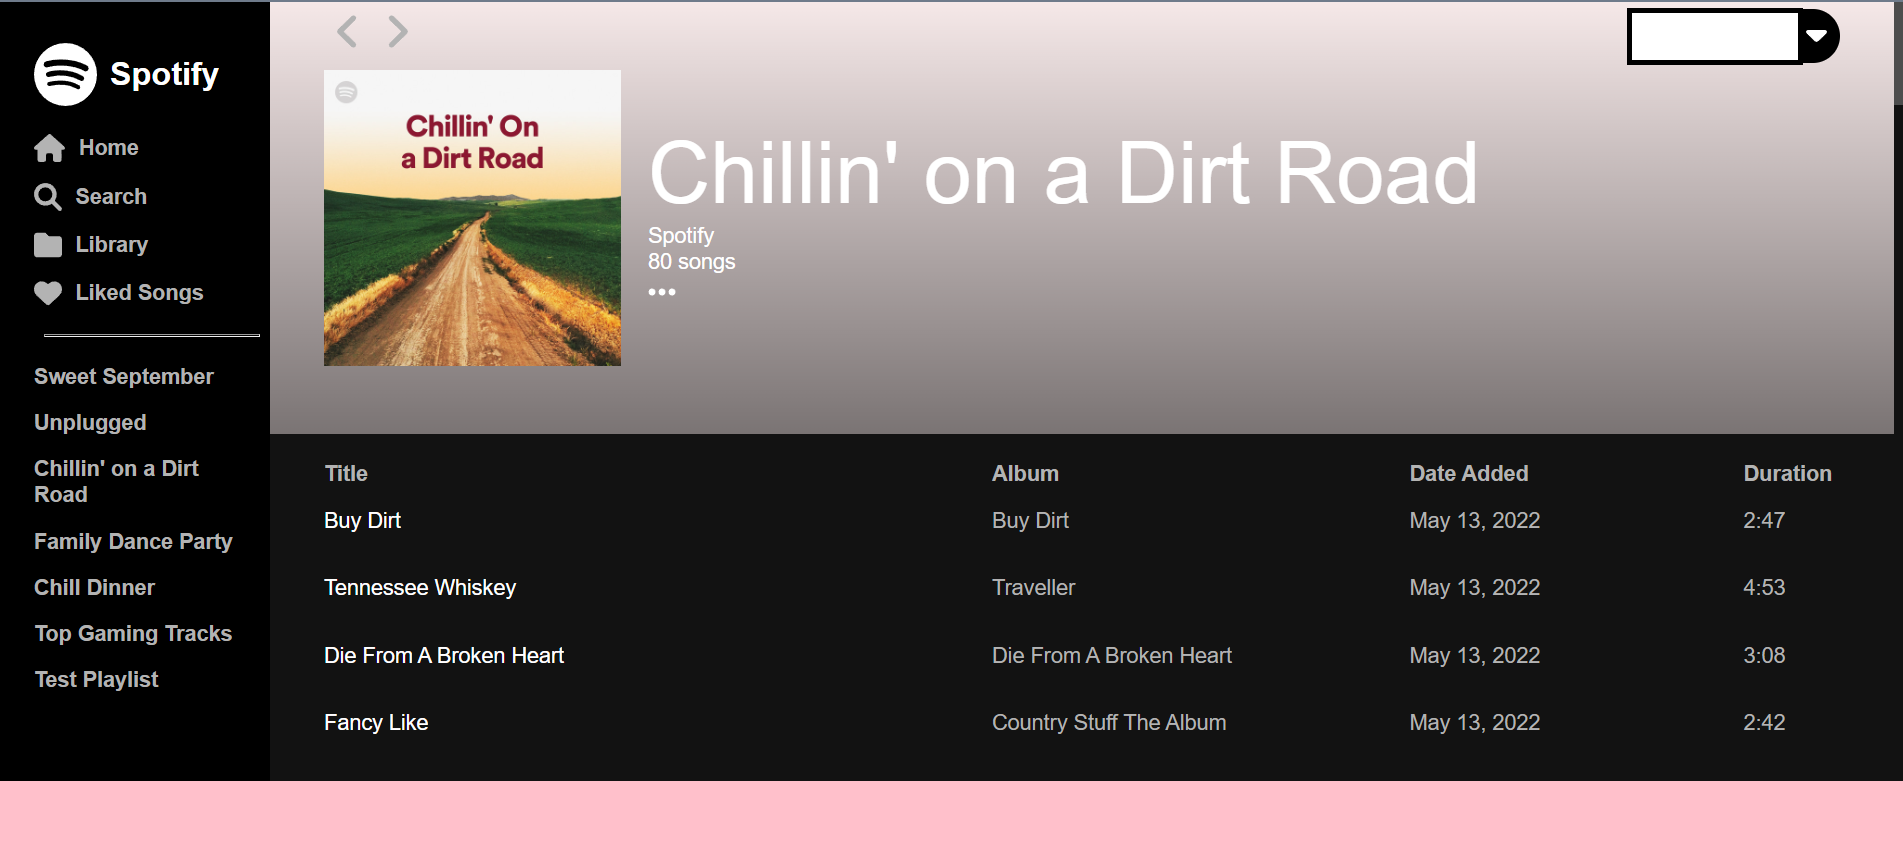 Spotify
Home
Search
Library
Liked Songs
Sweet September
Unplugged
Chillin' on a Dirt
Road
Family Dance Party
Chill Dinner
Top Gaming Tracks
Test Playlist
Chillin' On
a Dirt Road
Chillin' on a Dirt Road
Spotify
80 songs
Title Album Date Added Duration
Buy Dirt Buy Dirt May 13, 2022 2:47
Tennessee Whiskey Traveller May 13, 2022 4:53
Die From A Broken Heart Die From A Broken Heart May 13, 2022 3:08
Fancy Like Country Stuff The Album May 13, 2022 2:42